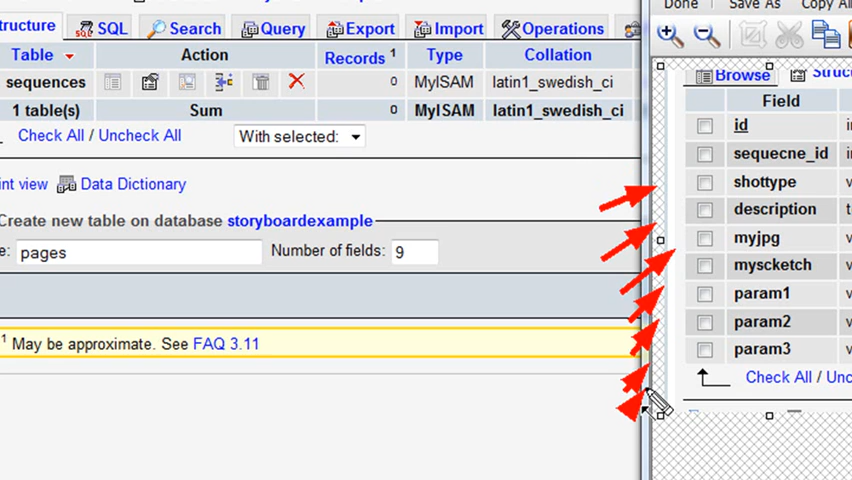 Done Save As Copy All
tructure SQL Search Query Export Import Operations
Table Action Records 1 Type Collation
sequences 0 MyISAM latin1_swedish_ci
1 table(s) Sum 0 MyISAM latin1_swedish_ci
Check All / Uncheck All With selected:
int view Data Dictionary
Create new table on database storyboardexample
e: pages Number of fields: 9
1 May be approximate. See FAQ 3.11
Browse Struct
Field
id
sequecne_id
shottype
description
myjpg
myscketch
param1
param2
param3
Check All / Unc